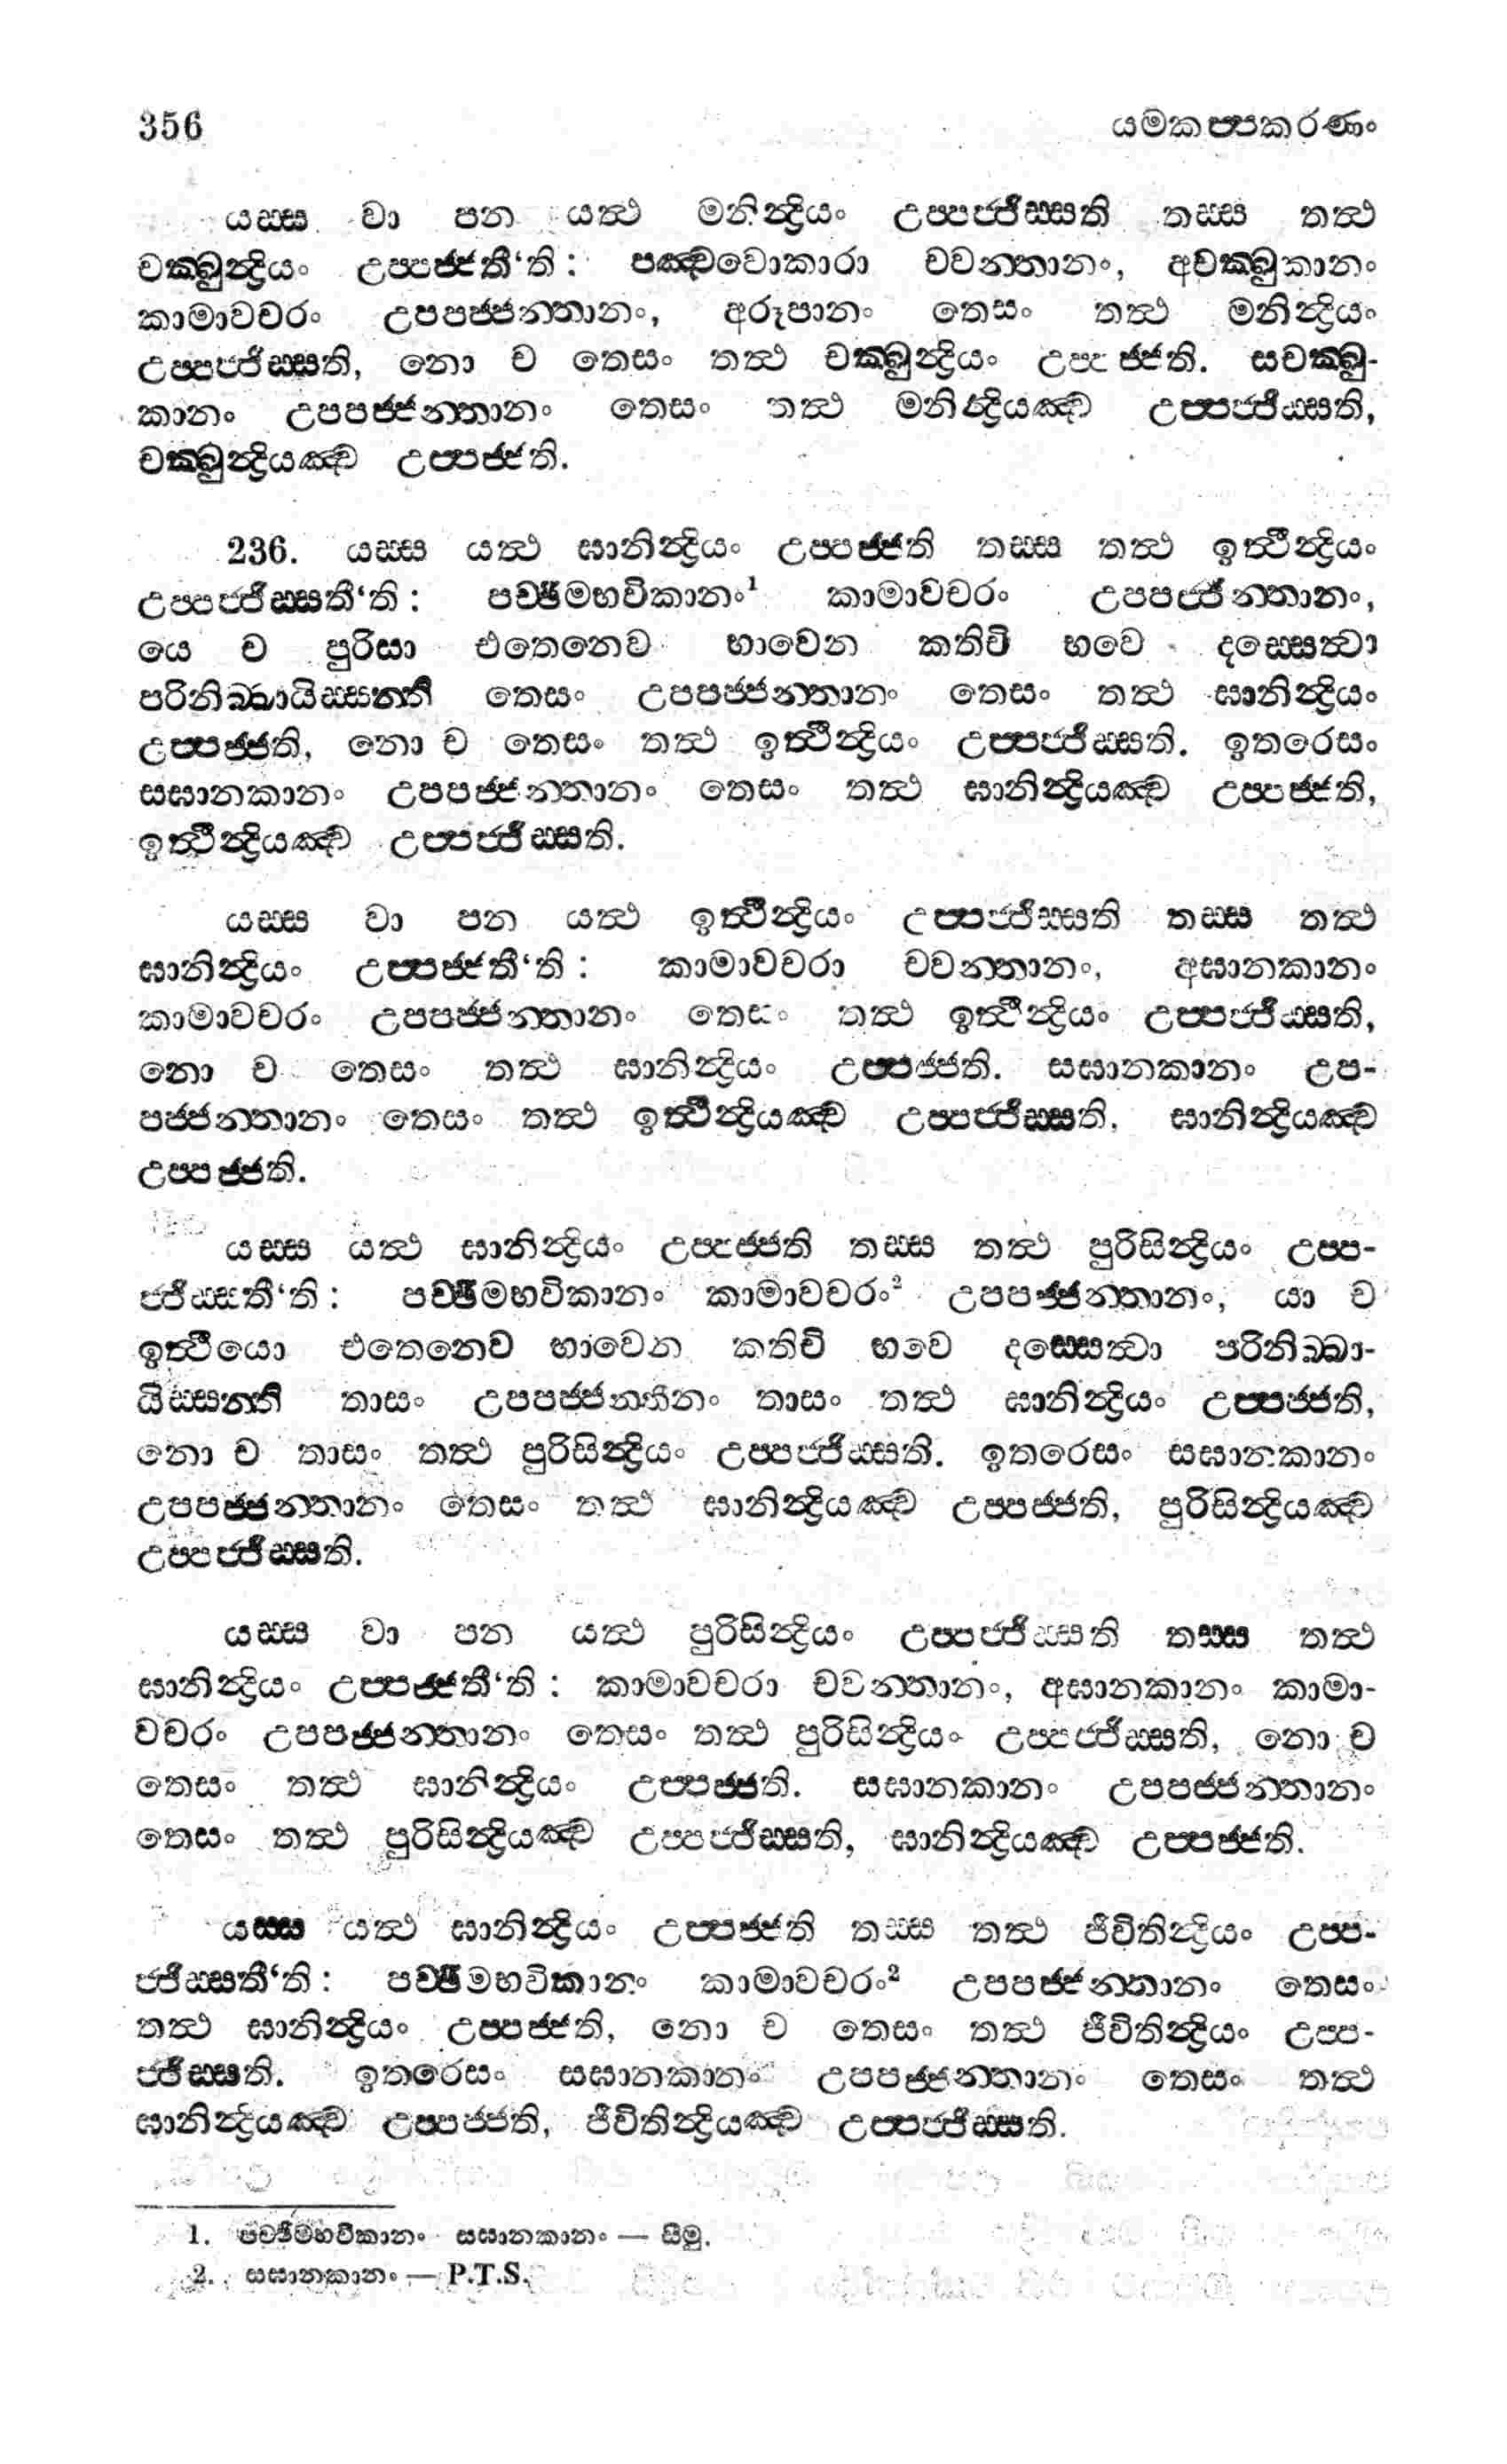 356 යමකප්පකරණං
යස්ස වා පන යත්ථ මනින්ද්‍රියං උප්පජ්ජිස්සති තස්ස තත්ථ
චක්ඛුන්ද්‍රියං උප්පජ්ජතී‘ති: පඤ්චවොකාරා චවන්තානං, අචක්ඛුකානං
කාමාවචරං උපපජ්ජන්තානං, අරූපානං තෙසං තත්ථ මනින්ද්‍රියං
උප්පජ්ජිස්සති, නො ච තෙසං තත්ථ චක්ඛුන්ද්‍රියං උප්පජ්ජති. සචක්ඛු-
කානං උපපජ්ජන්තානං තෙසං තත්ථ මනින්ද්‍රියඤ්ච උප්පජ්ජිස්සති,
චක්ඛුන්ද්‍රියඤ්ච උප්පජ්ජති.
236. යස්ස යත්ථ ඝානින්ද්‍රියං උප්පජ්ජති තස්ස තත්ථ ඉත්ථින්ද්‍රියං
උප්පජ්ජිස්සතී‘ති: පච්ඡිමභවිකානං1 කාමාවචරං උපපජ්ජන්තානං,
යෙ ච පුරිසා එතෙනෙව භාවෙන කතිචි භවෙ දස්සෙත්වා
පරිනිබ්බායිස්සන්ති තෙසං උපපජ්ජන්තානං තෙසං තත්ථ ඝානින්ද්‍රියං
උප්පජ්ජති, නො ච තෙසං තත්ථ ඉත්ථින්ද්‍රියං උප්පජ්ජිස්සති. ඉතරෙසං
සඝානකානං උපපජ්ජන්තානං තෙසං තත්ථ ඝානින්ද්‍රියඤ්ච උප්පජ්ජති,
ඉත්ථින්ද්‍රියඤ්ච උප්පජ්ජිස්සති.
යස්ස වා පන යත්ථ ඉත්ථින්ද්‍රියං උප්පජ්ජිස්සති තස්ස තත්ථ
ඝානින්ද්‍රියං උප්පජ්ජතී‘ති: කාමාවචරා චවන්තානං, අඝානකානං
කාමාවචරං උපපජ්ජන්තානං තෙසං තත්ථ ඉත්ථින්ද්‍රියං උප්පජ්ජිස්සති,
නො ච තෙසං තත්ථ ඝානින්ද්‍රියං උප්පජ්ජති. සඝානකානං උප-
පජ්ජන්තානං තෙසං තත්ථ ඉත්ථින්ද්‍රියඤ්ච උප්පජ්ජිස්සති, ඝානින්ද්‍රියඤ්ච
උප්පජ්ජති.
යස්ස යත්ථ ඝානින්ද්‍රියං උප්පජ්ජති තස්ස තත්ථ පුරිසින්ද්‍රියං උප්ප-
ජ්ජිස්සතී‘ති: පච්ඡිමභවිකානං කාමාවචරං2 උපපජ්ජන්තානං, යා ච
ඉත්ථියො එතෙනෙව භාවෙන කතිචි භවෙ දස්සෙත්වා පරිනිබ්බා-
යිස්සන්ති තාසං උපපජ්ජන්තීනං තාසං තත්ථ ඝානින්ද්‍රියං උප්පජ්ජති,
නො ච තාසං තත්ථ පුරිසින්ද්‍රියං උප්පජ්ජිස්සති. ඉතරෙසං සඝානකානං
උපපජ්ජන්තානං තෙසං තත්ථ ඝානින්ද්‍රියඤ්ච උප්පජ්ජති, පුරිසින්ද්‍රියඤ්ච
උප්පජ්ජිස්සති.
යස්ස වා පන යත්ථ පුරිසින්ද්‍රියං උප්පජ්ජිස්සති තස්ස තත්ථ
ඝානින්ද්‍රියං උප්පජ්ජතී‘ති: කාමාවචරා චවන්තානං, අඝානකානං කාමා-
වචරං උපපජ්ජන්තානං තෙසං තත්ථ පුරිසින්ද්‍රියං උප්පජ්ජිස්සති, නො ච
තෙසං තත්ථ ඝානින්ද්‍රියං උප්පජ්ජති. සඝානකානං උපපජ්ජන්තානං
තෙසං තත්ථ පුරිසින්ද්‍රියඤ්ච උප්පජ්ජිස්සති, ඝානින්ද්‍රියඤ්ච උප්පජ්ජති.
යස්ස යත්ථ ඝානින්ද්‍රියං උප්පජ්ජති තස්ස තත්ථ ජීවිතින්ද්‍රියං උප්ප-
ජ්ජිස්සතී‘ති: පච්ඡිමභවිකානං කාමාවචරං2 උපපජ්ජන්තානං තෙසං
තත්ථ ඝානින්ද්‍රියං උප්පජ්ජති, නො ච තෙසං තත්ථ ජීවිතින්ද්‍රියං උප්ප-
ජ්ජිස්සති. ඉතරෙසං සඝානකානං උපපජ්ජන්තානං තෙසං තත්ථ
ඝානින්ද්‍රියඤ්ච උප්පජ්ජති, ජීවිතින්ද්‍රියඤ්ච උප්පජ්ජිස්සති.
1. පච්ඡිමභවිකානං සඝානකානං — සීමු.
2. සඝානකානං — P.T.S.